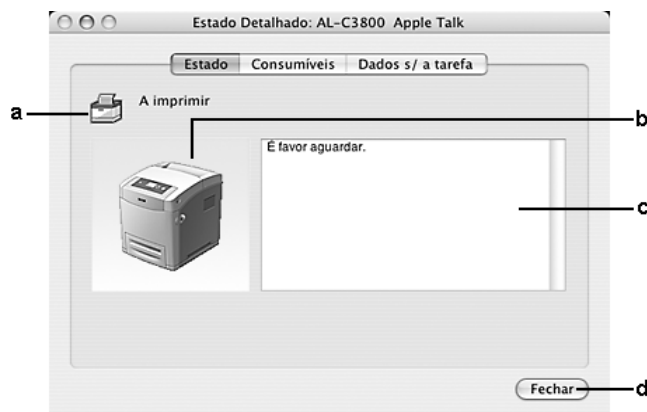 Estado Detalhado: AL-C3800 Apple Talk
Estado Consumíveis Dados s/ a tarefa
a
A imprimir
b
É favor aguardar.
c
Fechar
d